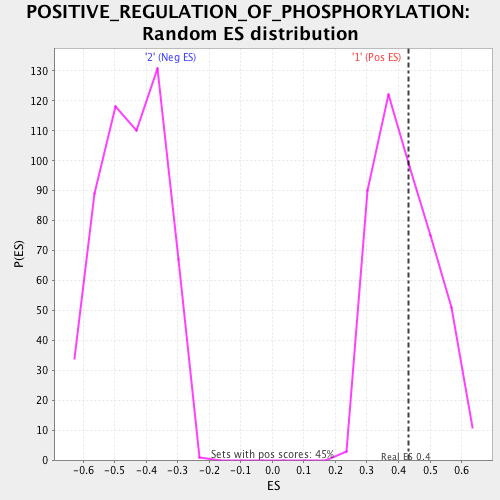 POSITIVE_REGULATION_OF_PHOSPHORYLATION:
Random ES distribution
'2' (Neg ES)
'1' (Pos ES)
130
120
110
100
90
80
70
60
50
40
30
20
10
0
P(ES)
Sets with pos scores: 45%
Real ES 0.4
-0.6 -0.5 -0.4 -0.3 -0.2 -0.1 0.0 0.1 0.2 0.3 0.4 0.5 0.6
ES